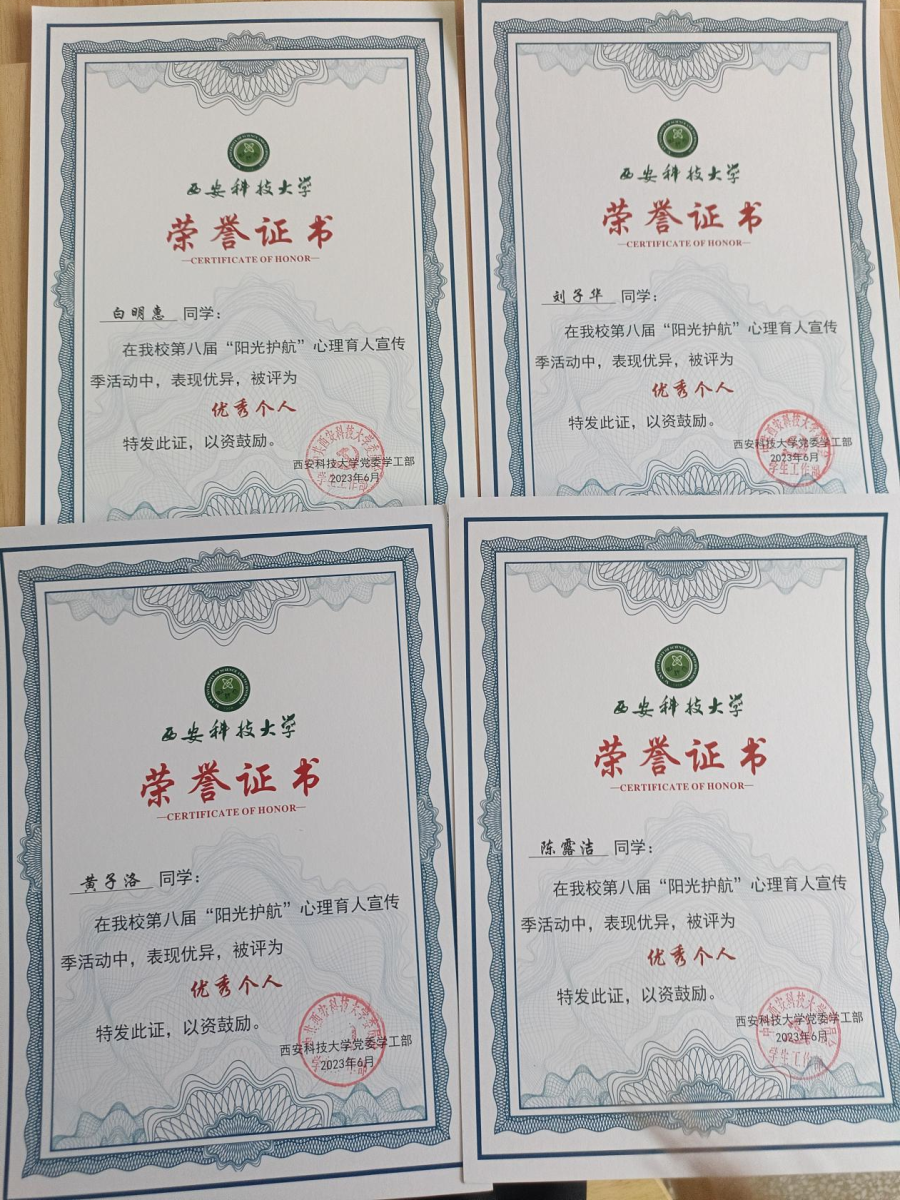 西安科技大学
荣誉证书
—CERTIFICATE OF HONOR—
白明惠 同学：
在我校第八届“阳光护航”心理育人宣传
季活动中，表现优异，被评为
优秀个人
特发此证，以资鼓励。
西安科技大学党委学工部
2023年6月
西安科技大学
荣誉证书
—CERTIFICATE OF HONOR—
刘子华 同学：
在我校第八届“阳光护航”心理育人宣传
季活动中，表现优异，被评为
优秀个人
特发此证，以资鼓励。
西安科技大学党委学工部
2023年6月
西安科技大学
荣誉证书
—CERTIFICATE OF HONOR—
黄子洛 同学：
在我校第八届“阳光护航”心理育人宣传
季活动中，表现优异，被评为
优秀个人
特发此证，以资鼓励。
西安科技大学党委学工部
2023年6月
西安科技大学
荣誉证书
—CERTIFICATE OF HONOR—
陈露洁 同学：
在我校第八届“阳光护航”心理育人宣传
季活动中，表现优异，被评为
优秀个人
特发此证，以资鼓励。
西安科技大学党委学工部
2023年6月